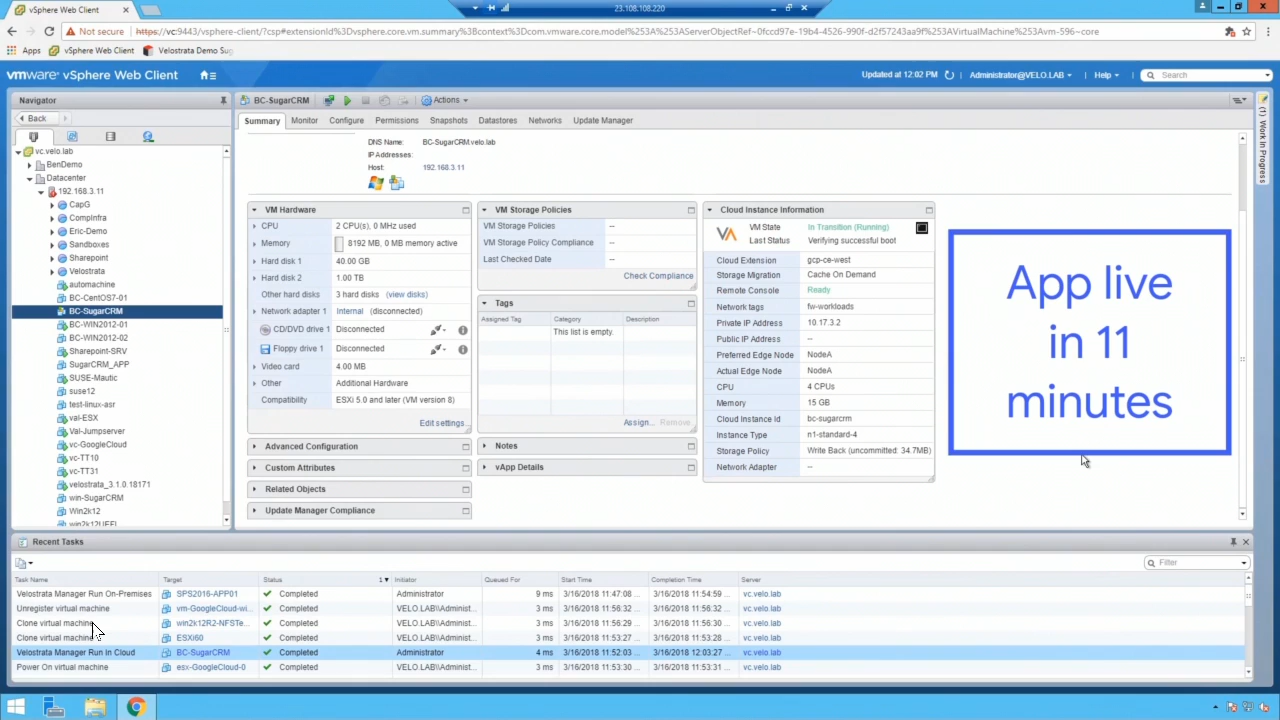 vSphere Web Client
23.108.108.220
Not secure https://vc:9443/vsphere-client/?csp#extensionId%3Dvsphere.core.vm.summary%3Bcontext%3Dcom.vmware.core.model%253A%253AServerObjectRef~0fccd97e-19b4-4526-990f-d2f57243aa9f%253AVirtualMachine%253Avm-596~core
Apps vSphere Web Client Velostrata Demo Sug
vmware® vSphere Web Client
Updated at 12:02 PM Administrator@VELO.LAB Help Search
Navigator
Back
vc.velo.lab
BenDemo
Datacenter
192.168.3.11
CapG
CompInfra
Eric-Demo
Sandboxes
Sharepoint
Velostrata
automachine
BC-CentOS7-01
BC-SugarCRM
BC-WIN2012-01
BC-WIN2012-02
Sharepoint-SRV
SugarCRM_APP
SUSE-Mautic
suse12
test-linux-asr
val-ESX
Val-Jumpserver
vc-GoogleCloud
vc-TT10
vc-TT31
velostrata_3.1.0.18171
win-SugarCRM
Win2k12
win2k12UEFI
BC-SugarCRM Actions
Summary Monitor Configure Permissions Snapshots Datastores Networks Update Manager
DNS Name: BC-SugarCRM.velo.lab
IP Addresses:
Host: 192.168.3.11
VM Hardware
CPU 2 CPU(s), 0 MHz used
Memory 8192 MB, 0 MB memory active
Hard disk 1 40.00 GB
Hard disk 2 1.00 TB
Other hard disks 3 hard disks (view disks)
Network adapter 1 Internal (disconnected)
CD/DVD drive 1 Disconnected
Floppy drive 1 Disconnected
Video card 4.00 MB
Other Additional Hardware
Compatibility ESXi 5.0 and later (VM version 8)
Edit settings...
Advanced Configuration
Custom Attributes
Related Objects
Update Manager Compliance
VM Storage Policies
VM Storage Policies --
VM Storage Policy Compliance --
Last Checked Date --
Check Compliance
Tags
Assigned Tag Category Description
This list is empty.
Assign... Remove...
Notes
vApp Details
Cloud Instance Information
VM State In Transition (Running)
Last Status Verifying successful boot
Cloud Extension gcp-ce-west
Storage Migration Cache On Demand
Remote Console Ready
Network tags fw-workloads
Private IP Address 10.17.3.2
Public IP Address --
Preferred Edge Node NodeA
Actual Edge Node NodeA
CPU 4 CPUs
Memory 15 GB
Cloud Instance Id bc-sugarcrm
Instance Type n1-standard-4
Storage Policy Write Back (uncommitted: 34.7MB)
Network Adapter --
App live
in 11
minutes
(1) Work In Progress
Recent Tasks
Filter
Task Name Target Status 1 Initiator Queued For Start Time Completion Time Server
Velostrata Manager Run On-Premises SPS2016-APP01 Completed Administrator 9 ms 3/16/2018 11:47:08 ... 3/16/2018 11:54:59 ... vc.velo.lab
Unregister virtual machine vm-GoogleCloud-wi... Completed VELO.LAB\\Administ... 3 ms 3/16/2018 11:56:32 ... 3/16/2018 11:56:32 ... vc.velo.lab
Clone virtual machine win2k12R2-NFSTe... Completed VELO.LAB\\Administ... 3 ms 3/16/2018 11:56:29 ... 3/16/2018 11:56:30 ... vc.velo.lab
Clone virtual machine ESXi60 Completed VELO.LAB\\Administ... 3 ms 3/16/2018 11:53:27 ... 3/16/2018 11:53:28 ... vc.velo.lab
Velostrata Manager Run In Cloud BC-SugarCRM Completed Administrator 4 ms 3/16/2018 11:52:03 ... 3/16/2018 12:03:27 ... vc.velo.lab
Power On virtual machine esx-GoogleCloud-0 Completed VELO.LAB\\Administ... 3 ms 3/16/2018 11:53:30 ... 3/16/2018 11:53:31 ... vc.velo.lab